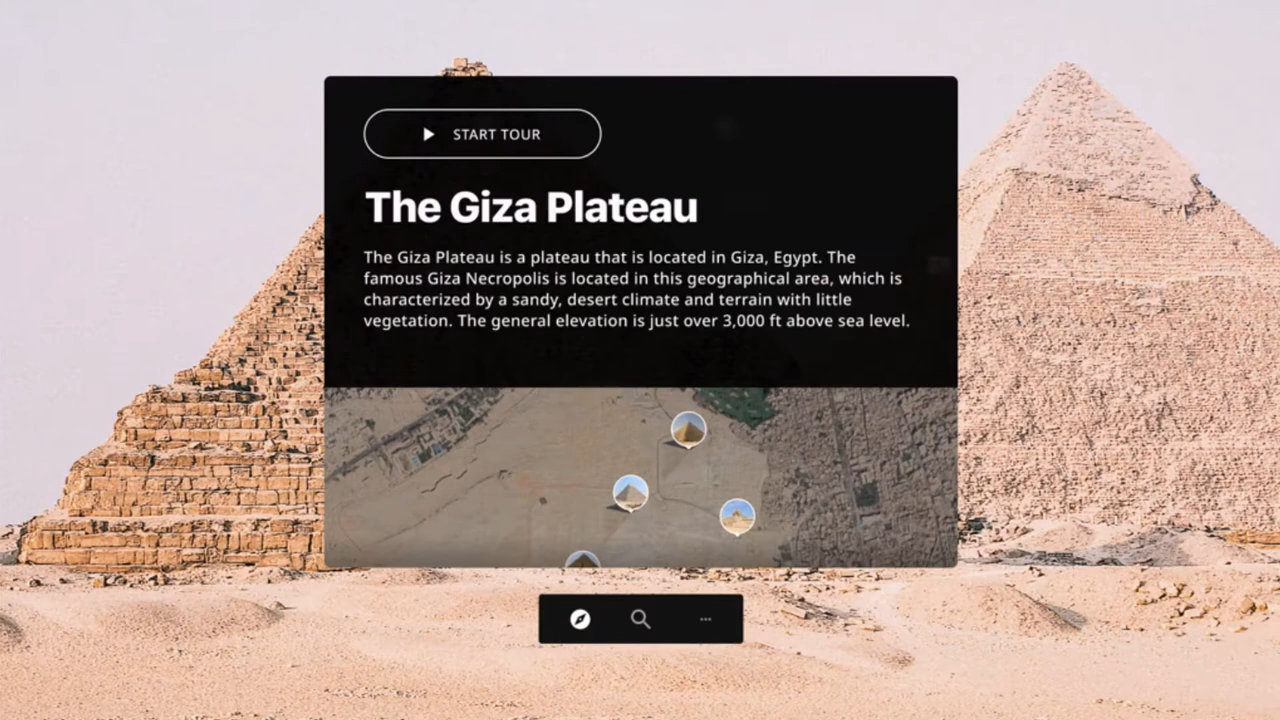 START TOUR
The Giza Plateau
The Giza Plateau is a plateau that is located in Giza, Egypt. The
famous Giza Necropolis is located in this geographical area, which is
characterized by a sandy, desert climate and terrain with little
vegetation. The general elevation is just over 3,000 ft above sea level.